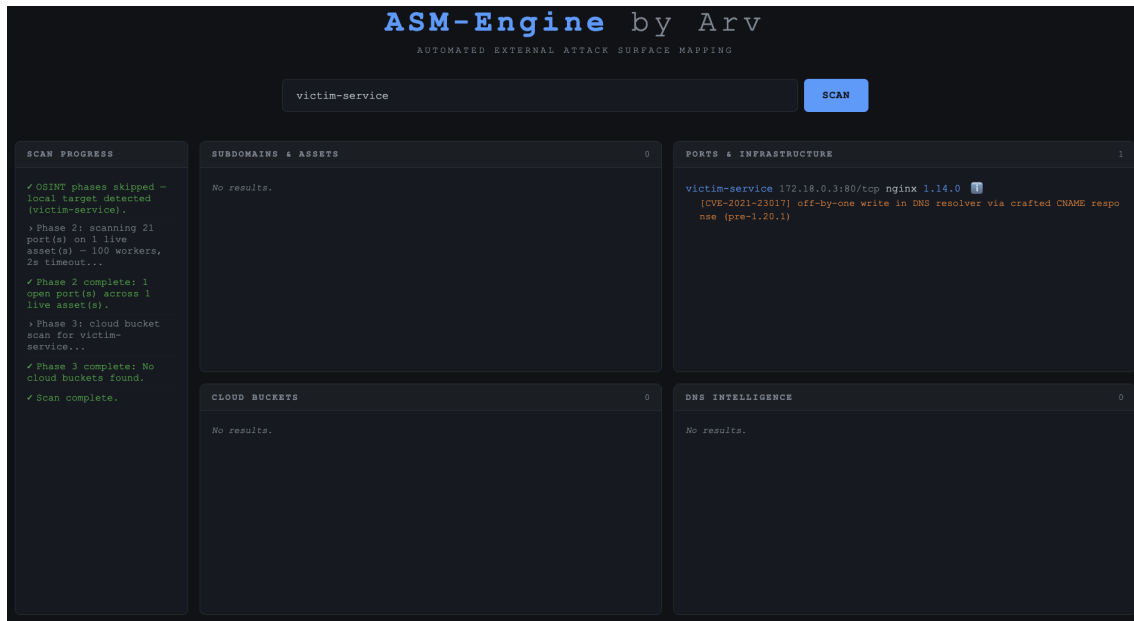 ASM-Engine by Arv
AUTOMATED EXTERNAL ATTACK SURFACE MAPPING
victim-service
SCAN
SCAN PROGRESS
✓ OSINT phases skipped —
local target detected
(victim-service).
› Phase 2: scanning 21
port(s) on 1 live
asset(s) — 100 workers,
2s timeout...
✓ Phase 2 complete: 1
open port(s) across 1
live asset(s).
› Phase 3: cloud bucket
scan for victim-
service...
✓ Phase 3 complete: No
cloud buckets found.
✓ Scan complete.
SUBDOMAINS & ASSETS 0
No results.
PORTS & INFRASTRUCTURE 1
victim-service 172.18.0.3:80/tcp nginx 1.14.0 ℹ️
[CVE-2021-23017] off-by-one write in DNS resolver via crafted CNAME respo
nse (pre-1.20.1)
CLOUD BUCKETS 0
No results.
DNS INTELLIGENCE 0
No results.